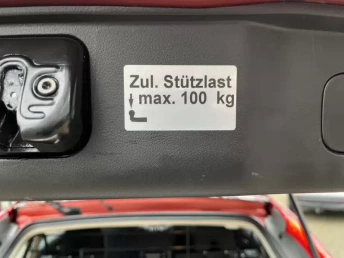 Zul. Stützlast
max. 100 kg